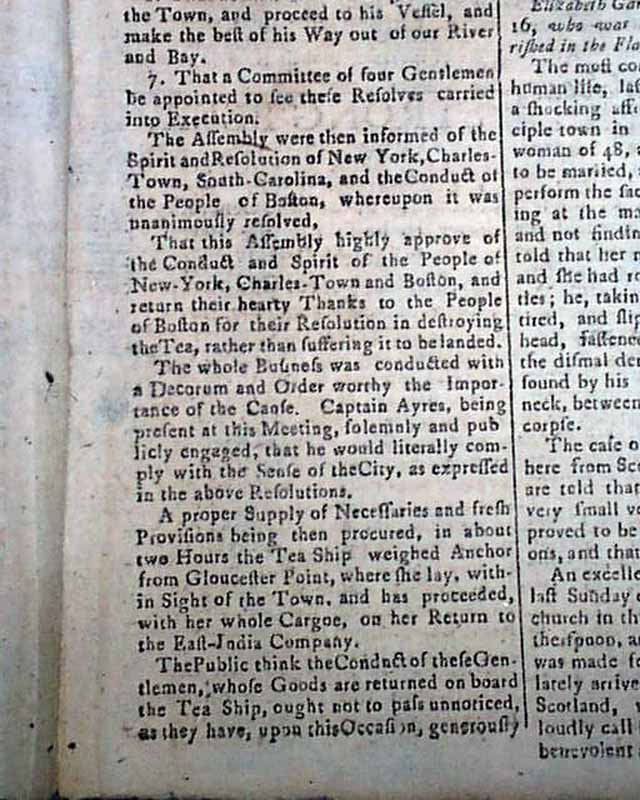 the Town, and proceed to his Veſſel, and
make the beſt of his Way out of our River
and Bay.
7. That a Committee of four Gentlemen
be appointed to ſee theſe Reſolves carried
into Execution.
The Aſſembly were then informed of the
Spirit and Reſolution of New York, Charles-
Town, South-Carolina, and the Conduct of
the People of Boſton, whereupon it was
unanimouſly reſolved,
That this Aſſembly highly approve of
the Conduct and Spirit of the People of
New-York, Charles-Town and Boſton, and
return their hearty Thanks to the People
of Boſton for their Reſolution in deſtroying
the Tea, rather than ſuffering it to be landed.
The whole Buſineſs was conducted with
a Decorum and Order worthy the Impor-
tance of the Cauſe. Captain Ayres, being
preſent at this Meeting, ſolemnly and pub
licly engaged, that he would literally com-
ply with the Senſe of the City, as expreſſed
in the above Reſolutions.
A proper Supply of Neceſſaries and freſh
Proviſions being then procured, in about
two Hours the Tea Ship weighed Anchor
from Glouceſter Point, where ſhe lay, with-
in Sight of the Town, and has proceeded,
with her whole Cargoe, on her Return to
the Eaſt-India Company.
The Public think the Conduct of theſe Gen-
tlemen, whoſe Goods are returned on board
the Tea Ship, ought not to paſs unnoticed,
as they have, upon this Occaſion, generouſly
Elizabeth
16, who was
in the
The moſt
human life,
a ſhocking
ciple town in
woman of 48,
to be married,
perform the
ing at the
and not
told that her
and ſhe had
ties; he,
tired, and
head, faſtened
the diſmal
found by his
neck, between
corpſe.
The caſe
here from
are told that
very ſmall
proved to be
ons, and that
An
laſt Sunday
church in
the ſpoon,
was made
lately
Scotland,
loudly call
benevolent